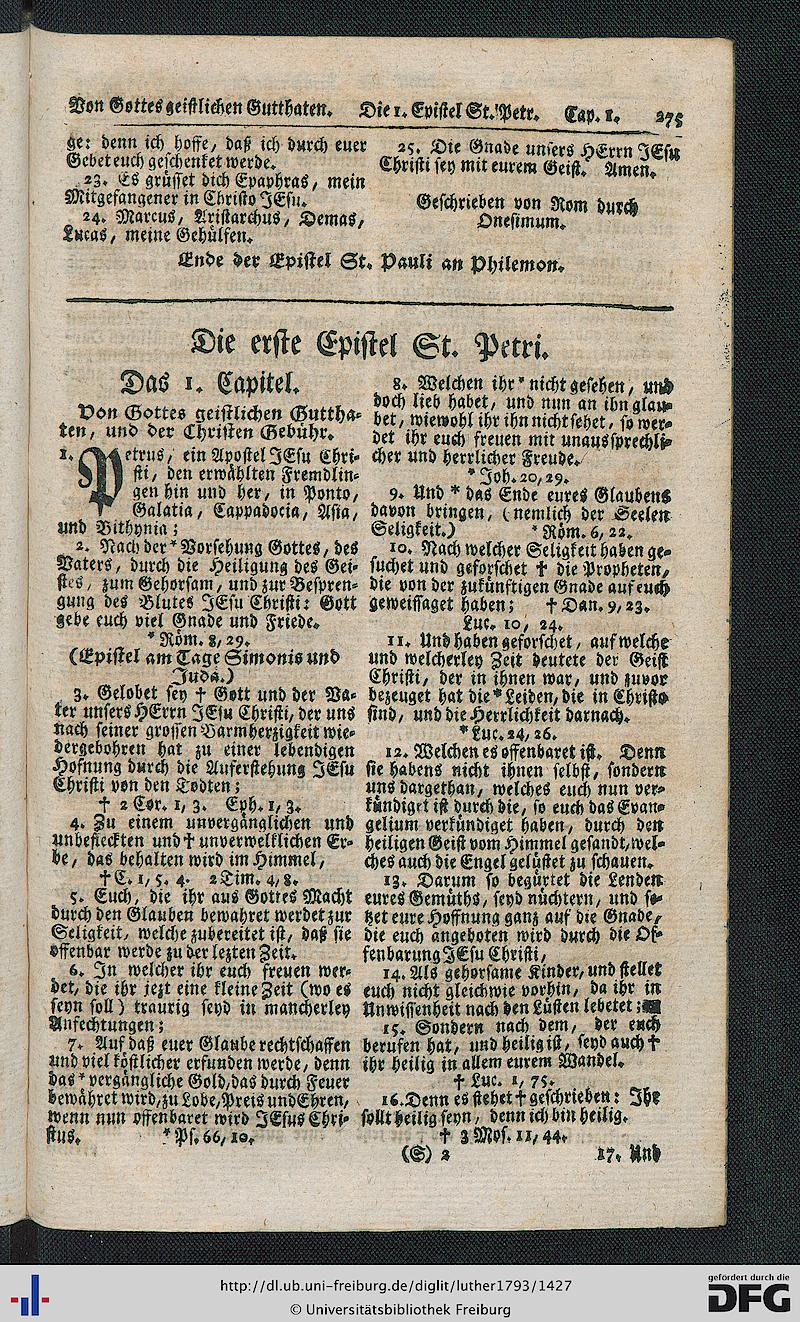 Von Gottes geistlichen Gutthaten. Die 1. Epistel St. Petr. Cap. 1. 275
ge: denn ich hoffe, daß ich durch euer
Gebet euch geschenket werde.
23. Es grüsset dich Epaphras, mein
Mitgefangener in Christo JEsu.
24. Marcus, Aristarchus, Demas,
Lucas, meine Gehülfen.
25. Die Gnade unsers HErrn JEsu
Christi sey mit eurem Geist. Amen.
Geschrieben von Rom durch
Onesimum.
Ende der Epistel St. Pauli an Philemon.
Die erste Epistel St. Petri.
Das 1. Capitel.
Von Gottes geistlichen Guttha-
ten, und der Christen Gebühr.
1. Petrus, ein Apostel JEsu Chri-
sti, den erwählten Fremdlin-
gen hin und her, in Ponto,
Galatia, Cappadocia, Asia,
und Bithynia;
2. Nach der * Vorsehung Gottes, des
Vaters, durch die Heiligung des Gei-
stes, zum Gehorsam, und zur Bespren-
gung des Blutes JEsu Christi: Gott
gebe euch viel Gnade und Friede.
* Röm. 8, 29.
(Epistel am Tage Simonis und
Judä.)
3. Gelobet sey † Gott und der Va-
ter unsers HErrn JEsu Christi, der uns
nach seiner grossen Barmherzigkeit wie-
dergebohren hat zu einer lebendigen
Hofnung durch die Auferstehung JEsu
Christi von den Todten;
† 2 Cor. 1, 3. Eph. 1, 3.
4. Zu einem unvergänglichen und
unbefleckten und † unverwelklichen Er-
be, das behalten wird im Himmel,
† C. 1, 5. 4. 2 Tim. 4, 8.
5. Euch, die ihr aus Gottes Macht
durch den Glauben bewahret werdet zur
Seligkeit, welche zubereitet ist, daß sie
offenbar werde zu der lezten Zeit.
6. In welcher ihr euch freuen wer-
det, die ihr jezt eine kleine Zeit (wo es
seyn soll) traurig seyd in mancherley
Anfechtungen;
7. Auf daß euer Glaube rechtschaffen
und viel köstlicher erfunden werde, denn
das * vergängliche Gold, das durch Feuer
bewähret wird, zu Lobe, Preis und Ehren,
wenn nun offenbaret wird JEsus Chri-
stus. * Ps. 66, 10.
8. Welchen ihr * nicht gesehen, und
doch lieb habet, und nun an ihn glau-
bet, wiewohl ihr ihn nicht sehet, so wer-
det ihr euch freuen mit unaussprechli-
cher und herrlicher Freude.
* Joh. 20, 29.
9. Und * das Ende eures Glaubens
davon bringen, (nemlich der Seelen
Seligkeit.) * Röm. 6, 22.
10. Nach welcher Seligkeit haben ge-
suchet und geforschet † die Propheten,
die von der zukünftigen Gnade auf euch
geweissaget haben; † Dan. 9, 23.
Luc. 10, 24.
11. Und haben geforschet, auf welche
und welcherley Zeit deutete der Geist
Christi, der in ihnen war, und zuvor
bezeuget hat die * Leiden, die in Christo
sind, und die Herrlichkeit darnach.
* Luc. 24, 26.
12. Welchen es offenbaret ist. Denn
sie habens nicht ihnen selbst, sondern
uns dargethan, welches euch nun ver-
kündiget ist durch die, so euch das Evan-
gelium verkündiget haben, durch den
heiligen Geist vom Himmel gesandt, wel-
ches auch die Engel gelüstet zu schauen.
13. Darum so begürtet die Lenden
eures Gemüths, seyd nüchtern, und se-
tzet eure Hoffnung ganz auf die Gnade,
die euch angeboten wird durch die Of-
fenbarung JEsu Christi,
14. Als gehorsame Kinder, und stellet
euch nicht gleichwie vorhin, da ihr in
Unwissenheit nach den Lüsten lebetet;
15. Sondern nach dem, der euch
berufen hat, und heilig ist, seyd auch †
ihr heilig in allem eurem Wandel.
† Luc. 1, 75.
16. Denn es stehet † geschrieben: Ihr
sollt heilig seyn, denn ich bin heilig.
† 3 Mos. 11, 44.
(S) 2 17. Und
http://dl.ub.uni-freiburg.de/diglit/luther1793/1427
© Universitätsbibliothek Freiburg
gefördert durch die
DFG